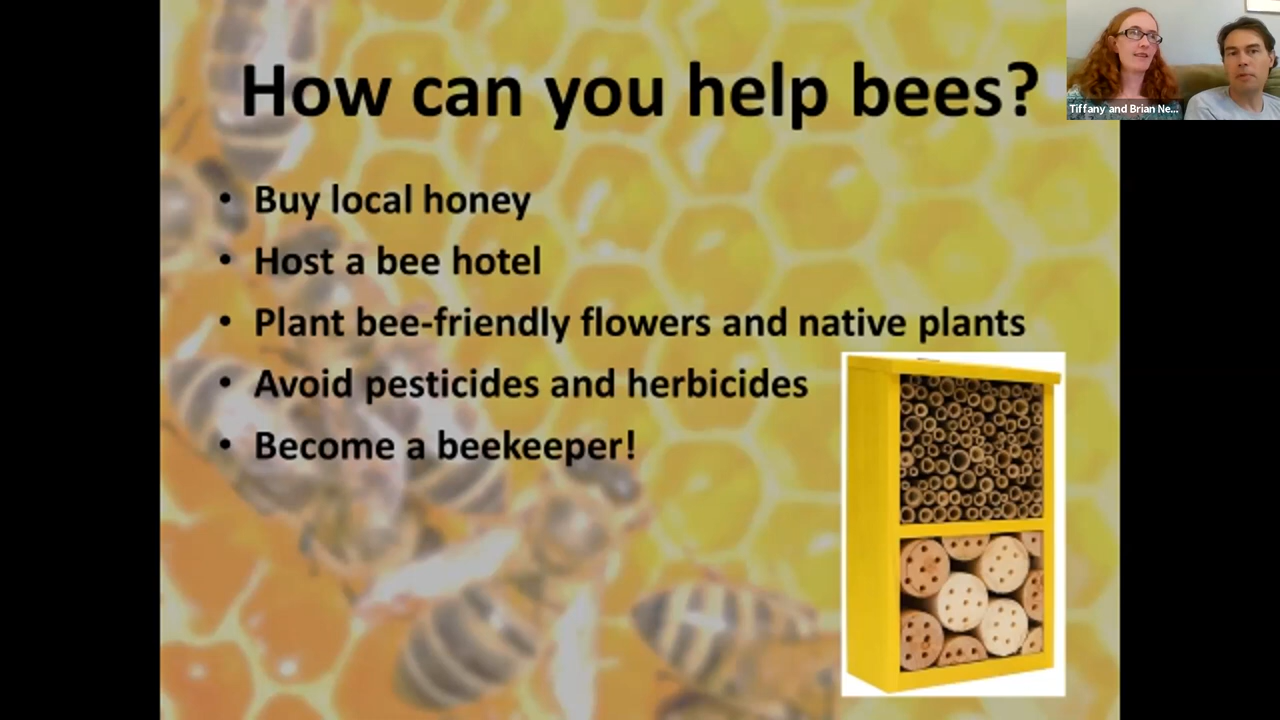 How can you help bees?
Tiffany and Brian Ne...
• Buy local honey
• Host a bee hotel
• Plant bee-friendly flowers and native plants
• Avoid pesticides and herbicides
• Become a beekeeper!